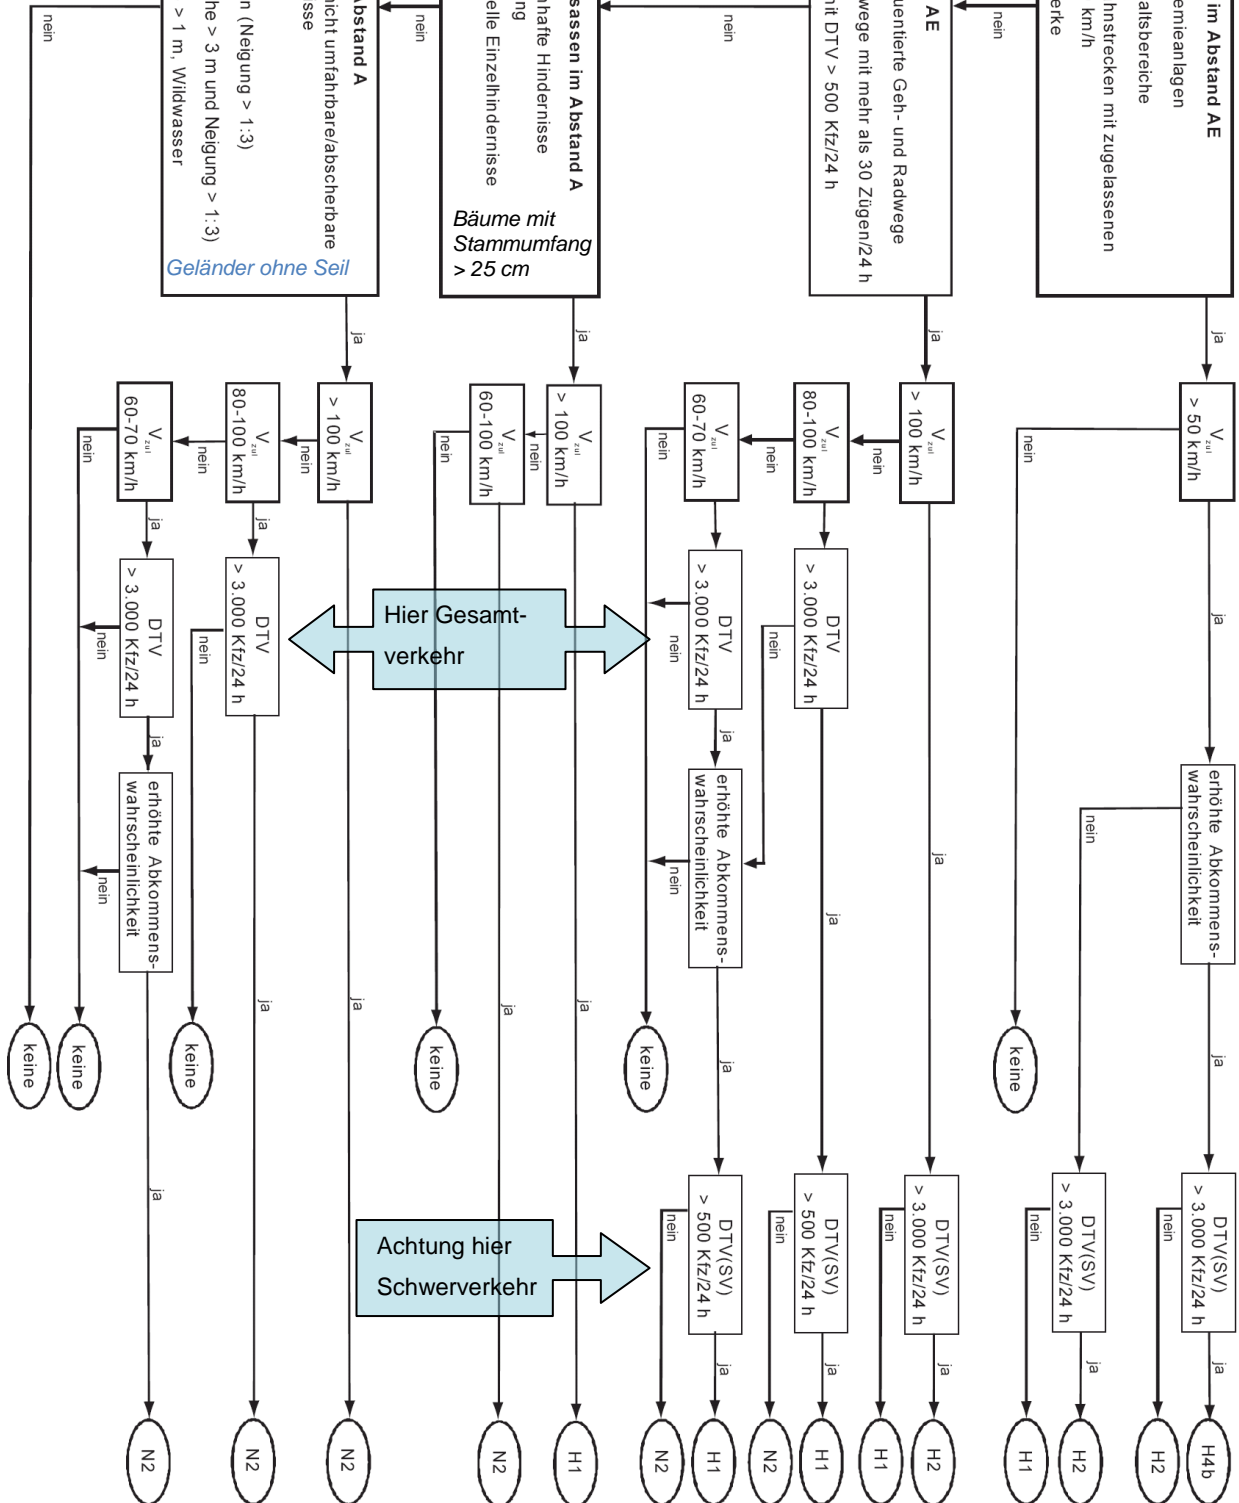 im Abstand AE
emieanlagen
altsbereiche
hnstrecken mit zugelassenen
km/h
erke
ja
V zul
> 50 km/h
ja
erhöhte Abkommens-
wahrscheinlichkeit
ja
DTV(SV)
> 3.000 Kfz/24 h
ja
H4b
nein
H2
nein
DTV(SV)
> 3.000 Kfz/24 h
ja
H2
nein
H1
nein
keine
nein
AE
uentierte Geh- und Radwege
wege mit mehr als 30 Zügen/24 h
mit DTV > 500 Kfz/24 h
ja
V zul
> 100 km/h
ja
DTV(SV)
> 3.000 Kfz/24 h
ja
H2
nein
H1
nein
V zul
80-100 km/h
DTV
> 3.000 Kfz/24 h
ja
DTV(SV)
> 500 Kfz/24 h
ja
H1
nein
N2
nein
nein
V zul
60-70 km/h
ja
DTV
> 3.000 Kfz/24 h
ja
erhöhte Abkommens-
wahrscheinlichkeit
ja
DTV(SV)
> 500 Kfz/24 h
ja
H1
nein
N2
nein
nein
nein
keine
nein
sassen im Abstand A
nhafte Hindernisse
ng
elle Einzelhindernisse
Bäume mit
Stammumfang
> 25 cm
ja
V zul
> 100 km/h
ja
H1
nein
V zul
60-100 km/h
ja
N2
nein
keine
Hier Gesamt-
verkehr
Achtung hier
Schwerverkehr
nein
Abstand A
nicht umfahrbare/abscherbare
isse
n (Neigung > 1:3)
he > 3 m und Neigung > 1:3)
> 1 m, Wildwasser
Geländer ohne Seil
ja
V zul
> 100 km/h
ja
N2
nein
V zul
80-100 km/h
ja
DTV
> 3.000 Kfz/24 h
ja
N2
nein
keine
nein
V zul
60-70 km/h
ja
DTV
> 3.000 Kfz/24 h
ja
erhöhte Abkommens-
wahrscheinlichkeit
ja
N2
nein
nein
nein
keine
nein
keine